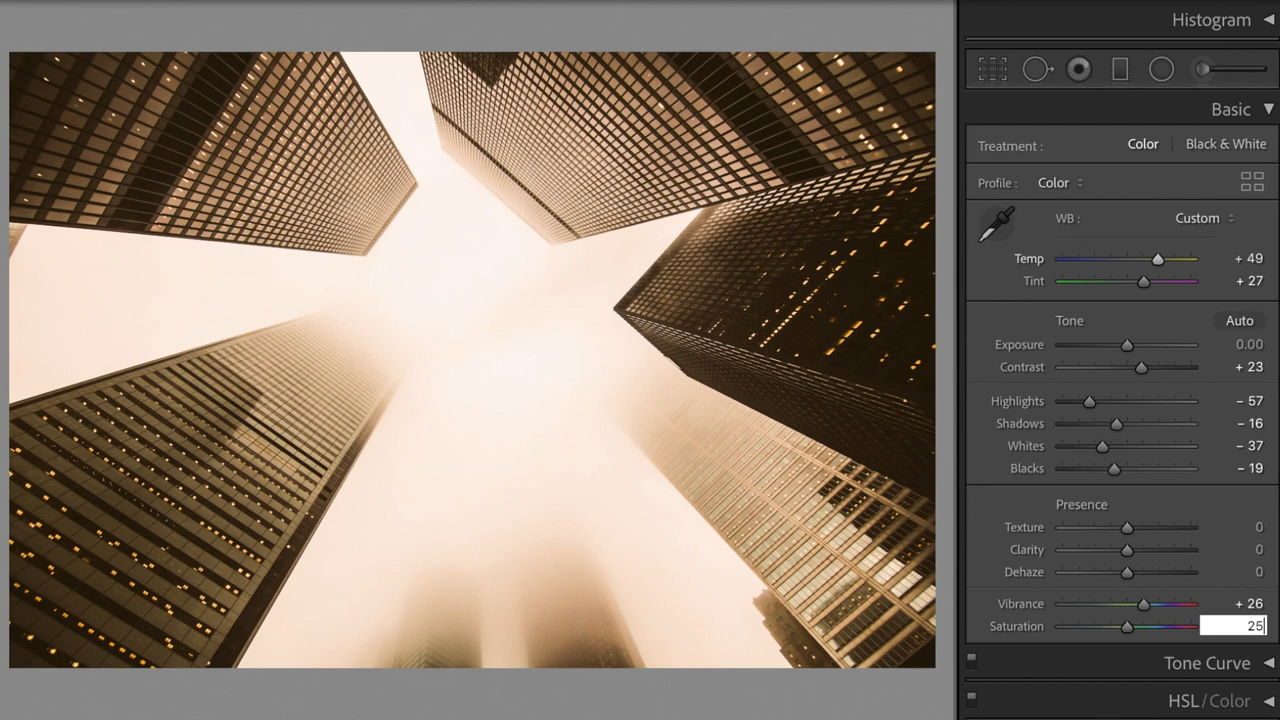 Histogram
Basic
Treatment : Color Black & White
Profile : Color
WB : Custom
Temp + 49
Tint + 27
Tone Auto
Exposure 0.00
Contrast + 23
Highlights − 57
Shadows − 16
Whites − 37
Blacks − 19
Presence
Texture 0
Clarity 0
Dehaze 0
Vibrance + 26
Saturation 25
Tone Curve
HSL / Color